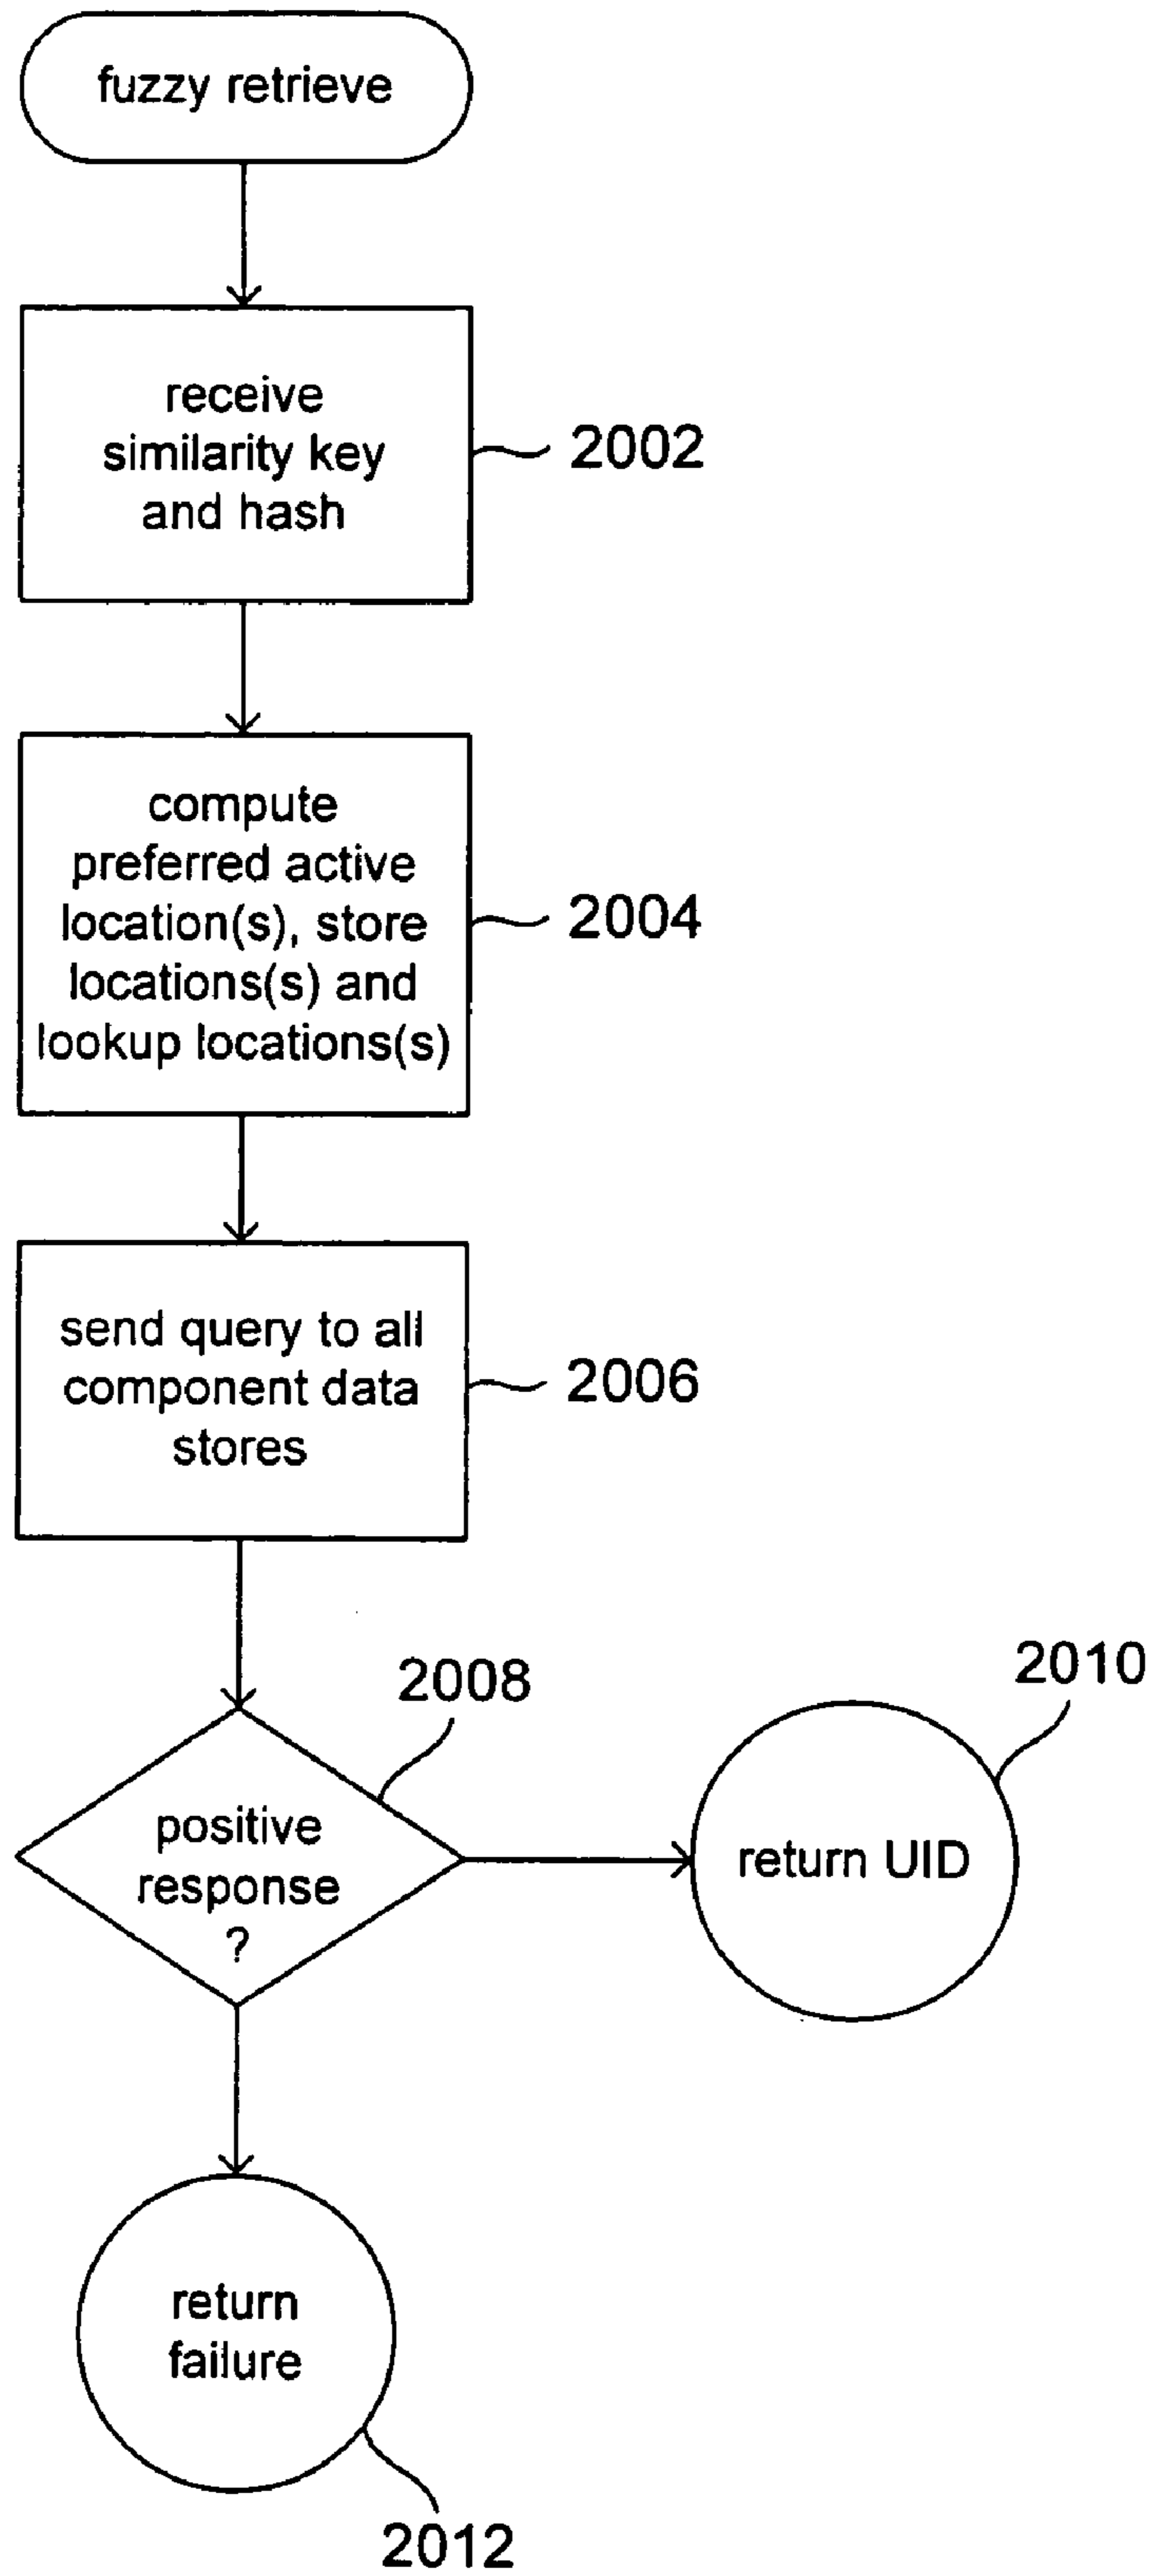 fuzzy retrieve
receive
similarity key
and hash
2002
compute
preferred active
location(s), store
locations(s) and
lookup locations(s)
2004
send query to all
component data
stores
2006
2008
2010
positive
response
?
return UID
return
failure
2012